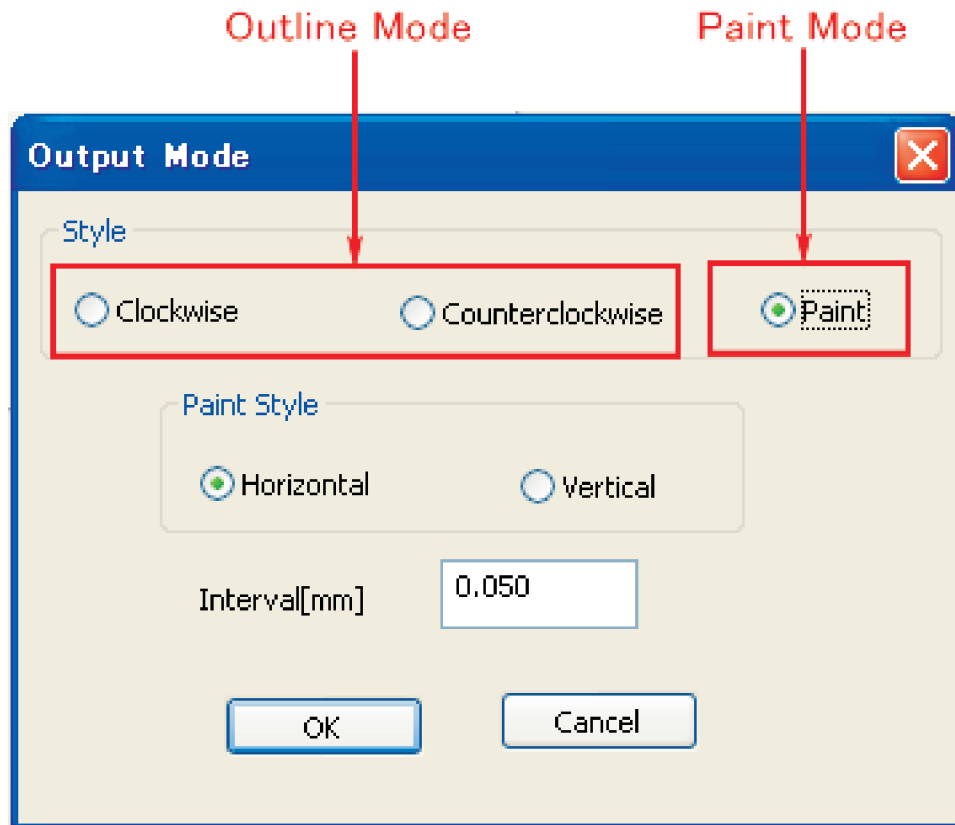 Outline Mode Paint Mode
Output Mode
Style
Clockwise Counterclockwise Paint
Paint Style
Horizontal Vertical
Interval[mm] 0.050
OK Cancel